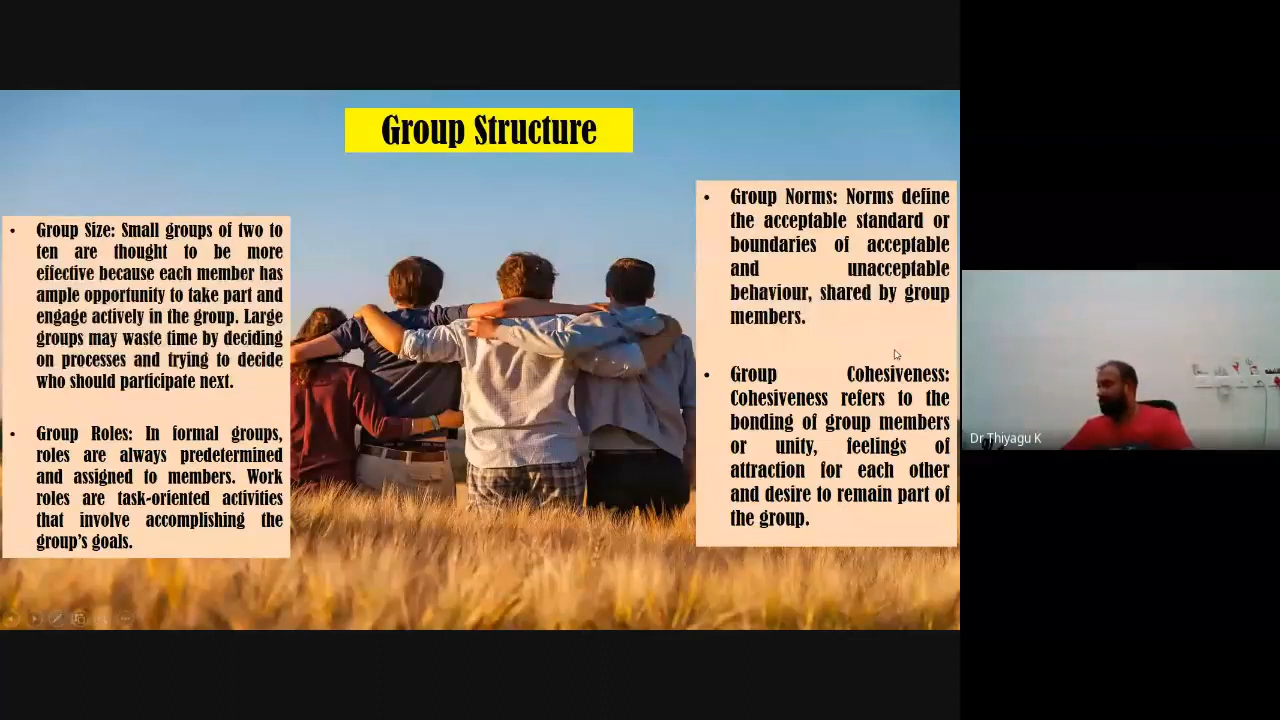 Group Structure
• Group Size: Small groups of two to
ten are thought to be more
effective because each member has
ample opportunity to take part and
engage actively in the group. Large
groups may waste time by deciding
on processes and trying to decide
who should participate next.
• Group Roles: In formal groups,
roles are always predetermined
and assigned to members. Work
roles are task-oriented activities
that involve accomplishing the
group's goals.
• Group Norms: Norms define
the acceptable standard or
boundaries of acceptable
and unacceptable
behaviour, shared by group
members.
• Group Cohesiveness:
Cohesiveness refers to the
bonding of group members
or unity, feelings of
attraction for each other
and desire to remain part of
the group.
Dr Thiyagu K